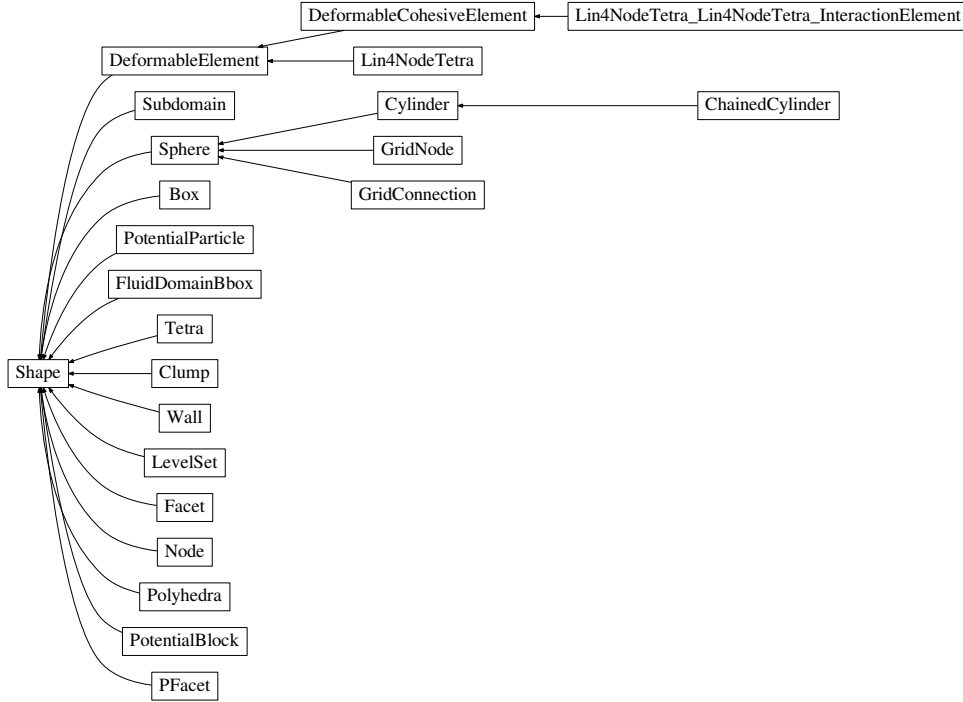 DeformableCohesiveElement
Lin4NodeTetra_Lin4NodeTetra_InteractionElement
DeformableElement
Lin4NodeTetra
Subdomain
Cylinder
ChainedCylinder
Sphere
GridNode
Box
GridConnection
PotentialParticle
FluidDomainBbox
Tetra
Shape
Clump
Wall
LevelSet
Facet
Node
Polyhedra
PotentialBlock
PFacet